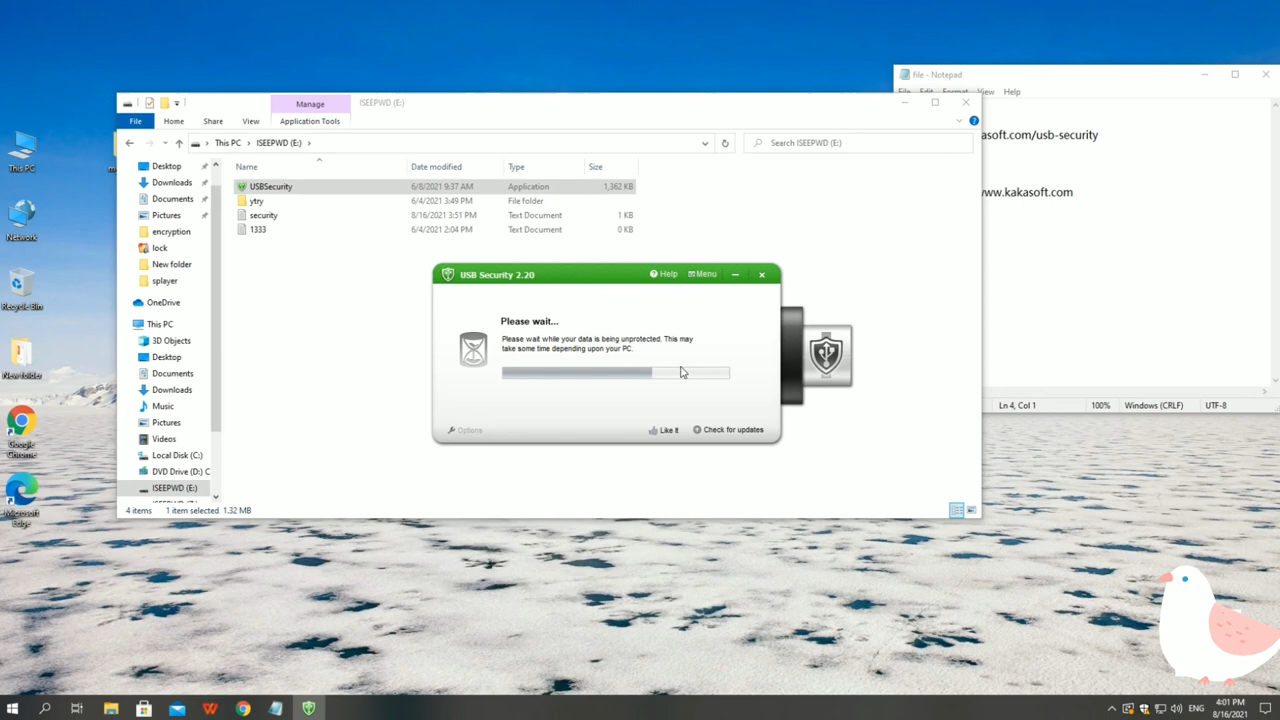 file - Notepad
File Edit Format View Help
asoft.com/usb-security
www.kakasoft.com
Ln 4, Col 1 100% Windows (CRLF) UTF-8
Manage ISEEPWD (E:)
File Home Share View Application Tools
This PC ISEEPWD (E:) Search ISEEPWD (E:)
Name Date modified Type Size
USBSecurity 6/8/2021 9:37 AM Application 1,362 KB
ytry 6/4/2021 3:49 PM File folder
security 8/16/2021 3:51 PM Text Document 1 KB
1333 6/4/2021 2:04 PM Text Document 0 KB
Desktop
Downloads
Documents
Pictures
encryption
lock
New folder
splayer
OneDrive
This PC
3D Objects
Desktop
Downloads
Documents
Music
Pictures
Videos
Local Disk (C:)
DVD Drive (D:) C
ISEEPWD (E:)
4 items 1 item selected 1.32 MB
USB Security 2.20 Help Menu
Please wait...
Please wait while your data is being unprotected. This may
take some time depending upon your PC.
Options Like It Check for updates
This PC
Network
Recycle Bin
New folder
Google
Chrome
Microsoft
Edge
ENG
4:01 PM
8/16/2021